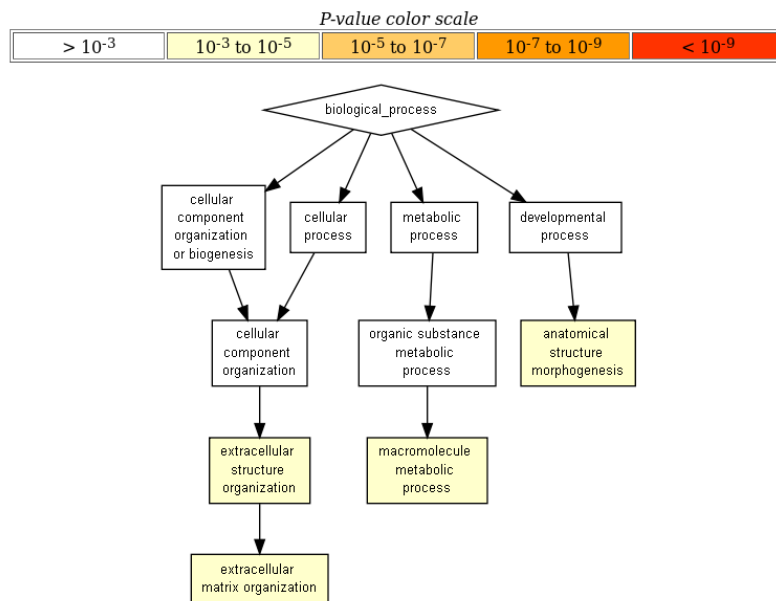 P-value color scale
> 10-3 10-3 to 10-5 10-5 to 10-7 10-7 to 10-9 < 10-9
biological_process
cellular
component
organization
or biogenesis
cellular
process
metabolic
process
developmental
process
cellular
component
organization
organic substance
metabolic
process
anatomical
structure
morphogenesis
extracellular
structure
organization
macromolecule
metabolic
process
extracellular
matrix organization